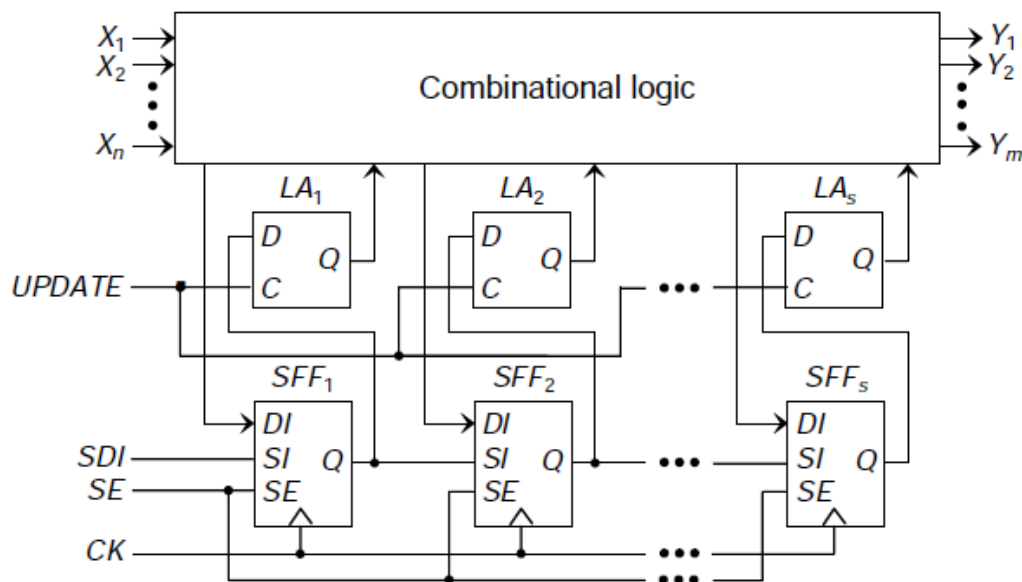 X₁ Y₁
X₂ Combinational logic Y₂
Xₙ Yₘ
LA₁ LA₂ LAₛ
D D D
Q Q Q
UPDATE C C C
SFF₁ SFF₂ SFFₛ
DI DI DI
SDI SI Q SI Q SI Q
SE SE SE SE
CK